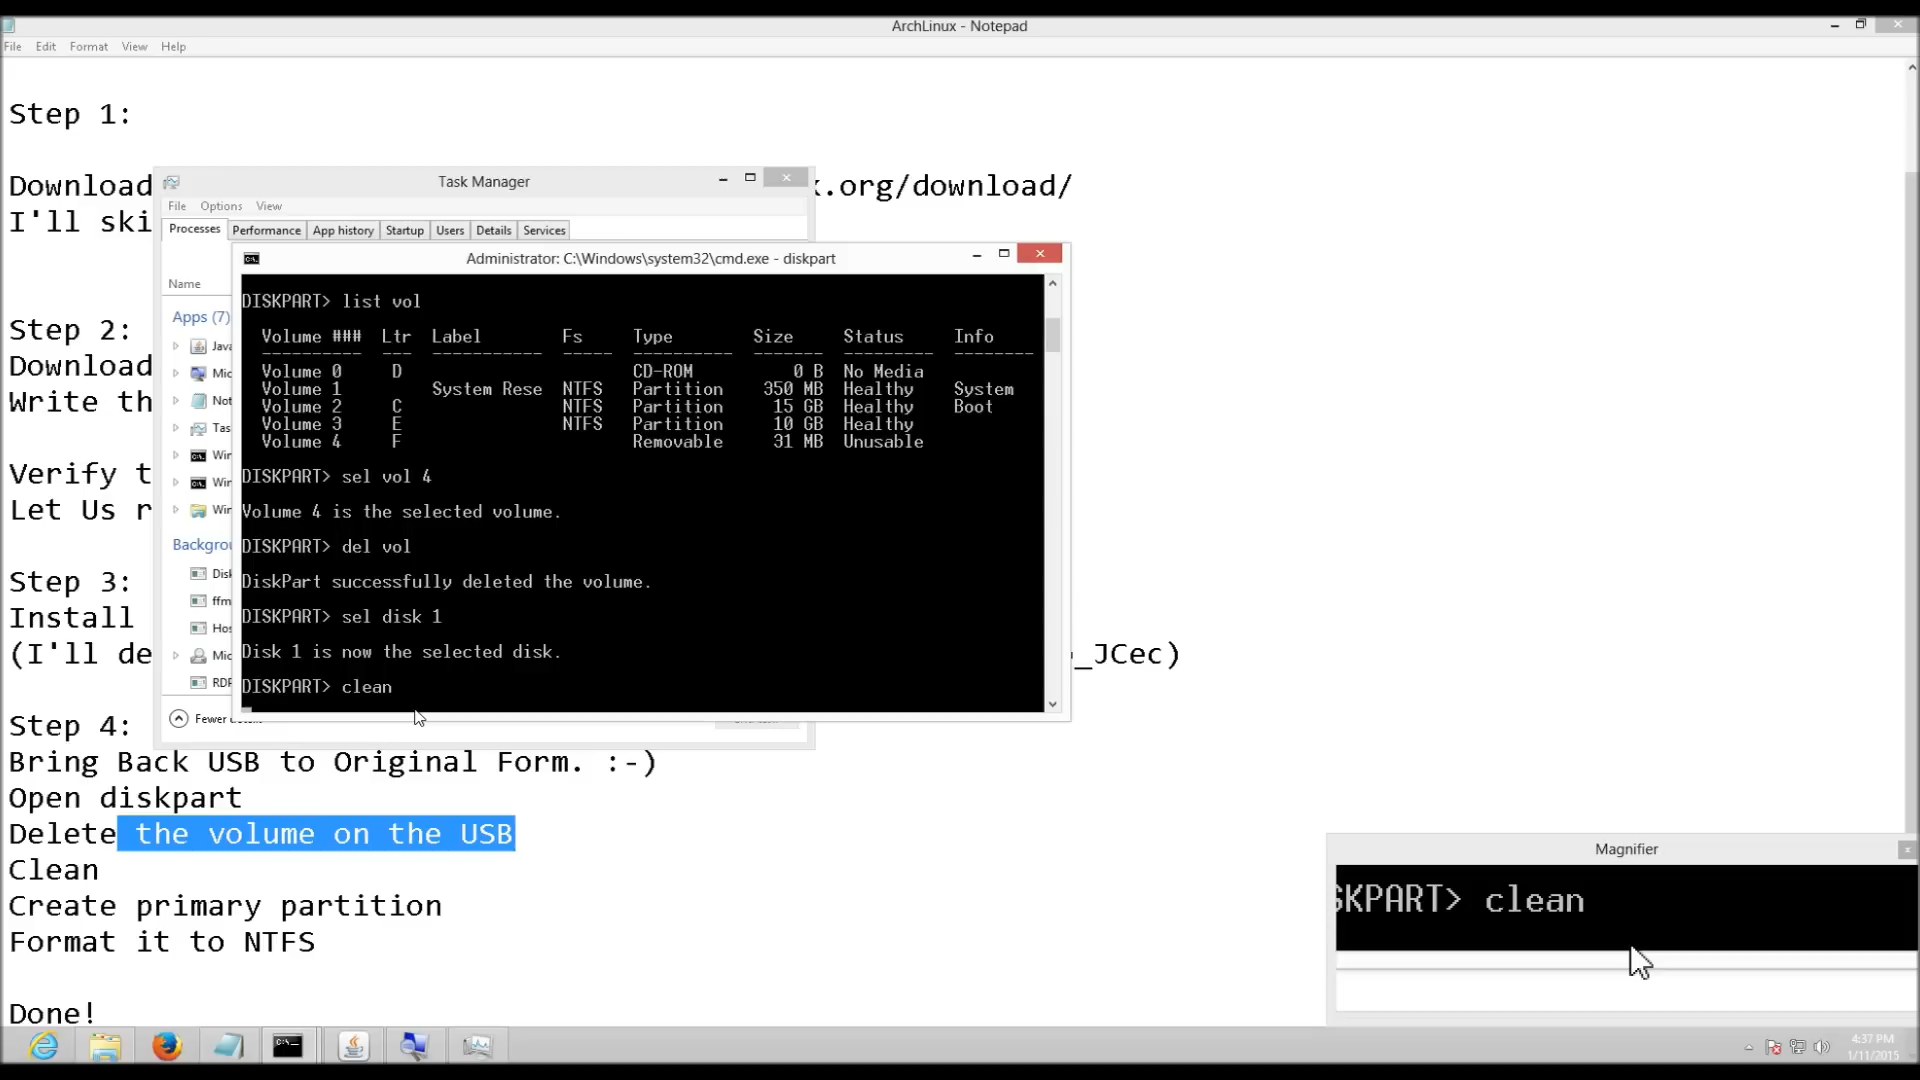 ArchLinux - Notepad
File Edit Format View Help
Step 1:
Download
.org/download/
I'll ski
Step 2:
Download
Write th
Verify t
Let Us r
Step 3:
Install
(I'll de
_JCec)
Step 4:
Bring Back USB to Original Form. :-)
Open diskpart
Delete the volume on the USB
Clean
Create primary partition
Format it to NTFS
Done!
Task Manager
File Options View
Processes Performance App history Startup Users Details Services
Name
Apps (7)
Java
Mic
Not
Tas
Win
Win
Win
Backgrou
Disk
ffm
Hos
Mic
RDP
Fewer
Administrator: C:\Windows\system32\cmd.exe - diskpart
DISKPART> list vol
Volume ### Ltr Label Fs Type Size Status Info
---------- --- ----------- ----- ---------- ------- --------- --------
Volume 0 D CD-ROM 0 B No Media
Volume 1 System Rese NTFS Partition 350 MB Healthy System
Volume 2 C NTFS Partition 15 GB Healthy Boot
Volume 3 E NTFS Partition 10 GB Healthy
Volume 4 F Removable 31 MB Unusable
DISKPART> sel vol 4
Volume 4 is the selected volume.
DISKPART> del vol
DiskPart successfully deleted the volume.
DISKPART> sel disk 1
Disk 1 is now the selected disk.
DISKPART> clean
Magnifier
SKPART> clean
4:37 PM
1/11/2015